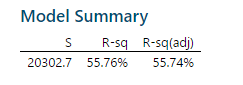 Model Summary
S R-sq R-sq(adj)
20302.7 55.76% 55.74%